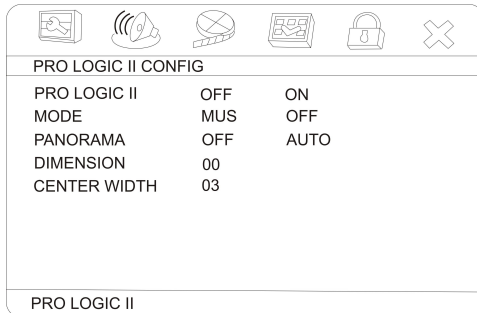 PRO LOGIC II CONFIG
PRO LOGIC II OFF ON
MODE MUS OFF
PANORAMA OFF AUTO
DIMENSION 00
CENTER WIDTH 03
PRO LOGIC II